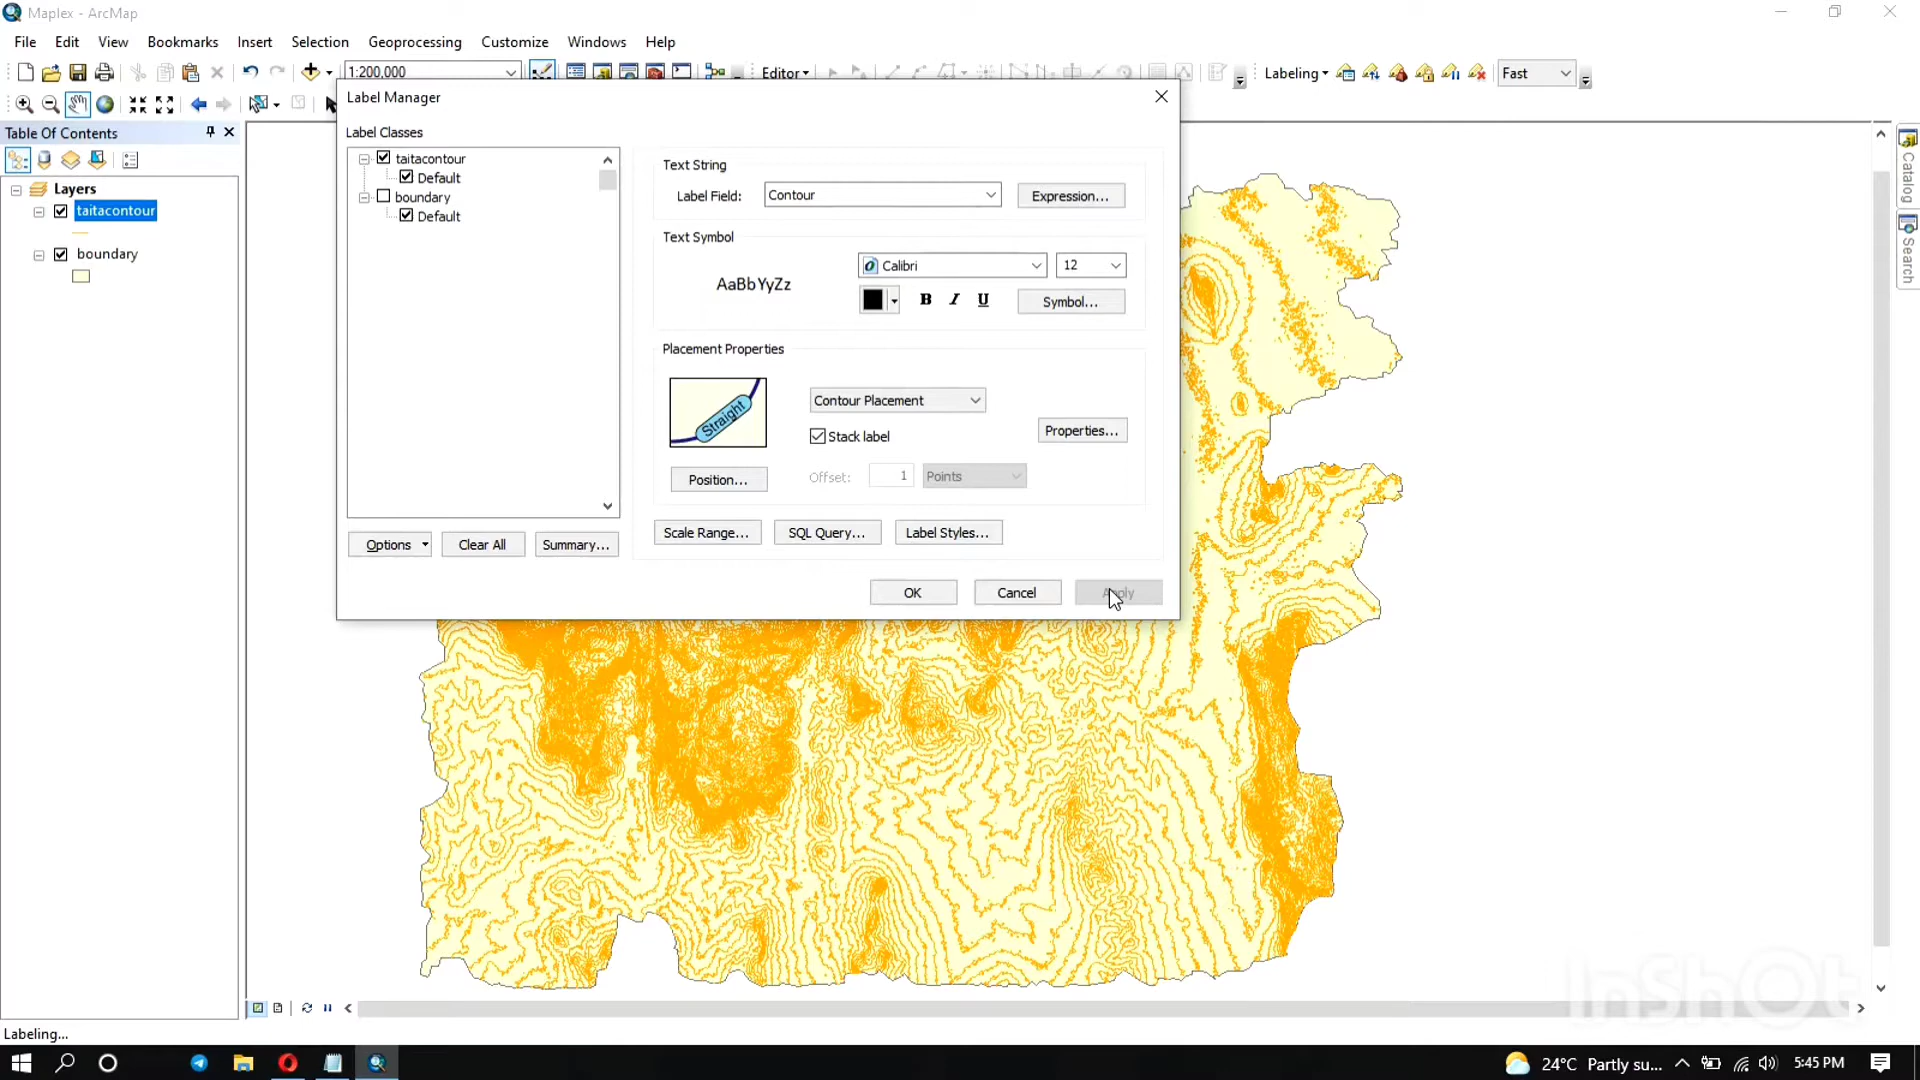 Maplex - ArcMap
File Edit View Bookmarks Insert Selection Geoprocessing Customize Windows Help
1:200,000
Editor
Labeling
Fast
Label Manager
Table Of Contents
Layers
taitacontour
boundary
Label Classes
taitacontour
Default
boundary
Default
Options
Clear All
Summary...
Text String
Label Field:
Contour
Expression...
Text Symbol
AaBbYyZz
Calibri
12
B I U
Symbol...
Placement Properties
Straight
Contour Placement
Stack label
Properties...
Position...
Offset:
1
Points
Scale Range...
SQL Query...
Label Styles...
OK
Cancel
Catalog
Search
InShOt
Labeling...
24°C Partly su...
5:45 PM